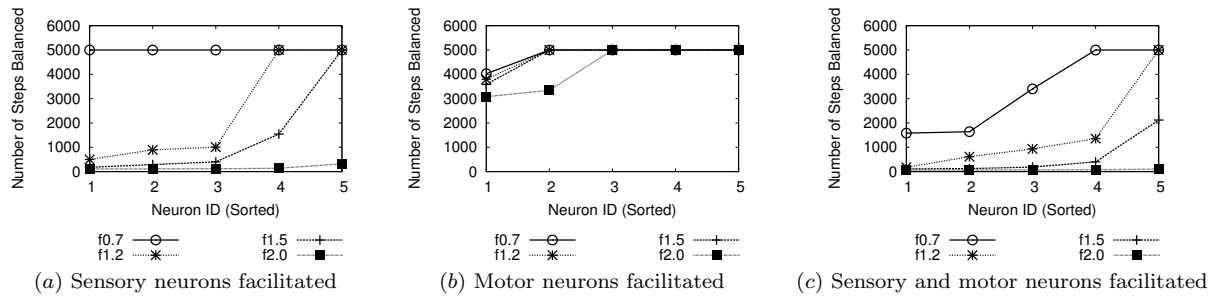 Number of Steps Balanced
6000
5000
4000
3000
2000
1000
0
1 2 3 4 5
Neuron ID (Sorted)
f0.7 f1.5
f1.2 f2.0
(a) Sensory neurons facilitated
Number of Steps Balanced
6000
5000
4000
3000
2000
1000
0
1 2 3 4 5
Neuron ID (Sorted)
f0.7 f1.5
f1.2 f2.0
(b) Motor neurons facilitated
Number of Steps Balanced
6000
5000
4000
3000
2000
1000
0
1 2 3 4 5
Neuron ID (Sorted)
f0.7 f1.5
f1.2 f2.0
(c) Sensory and motor neurons facilitated